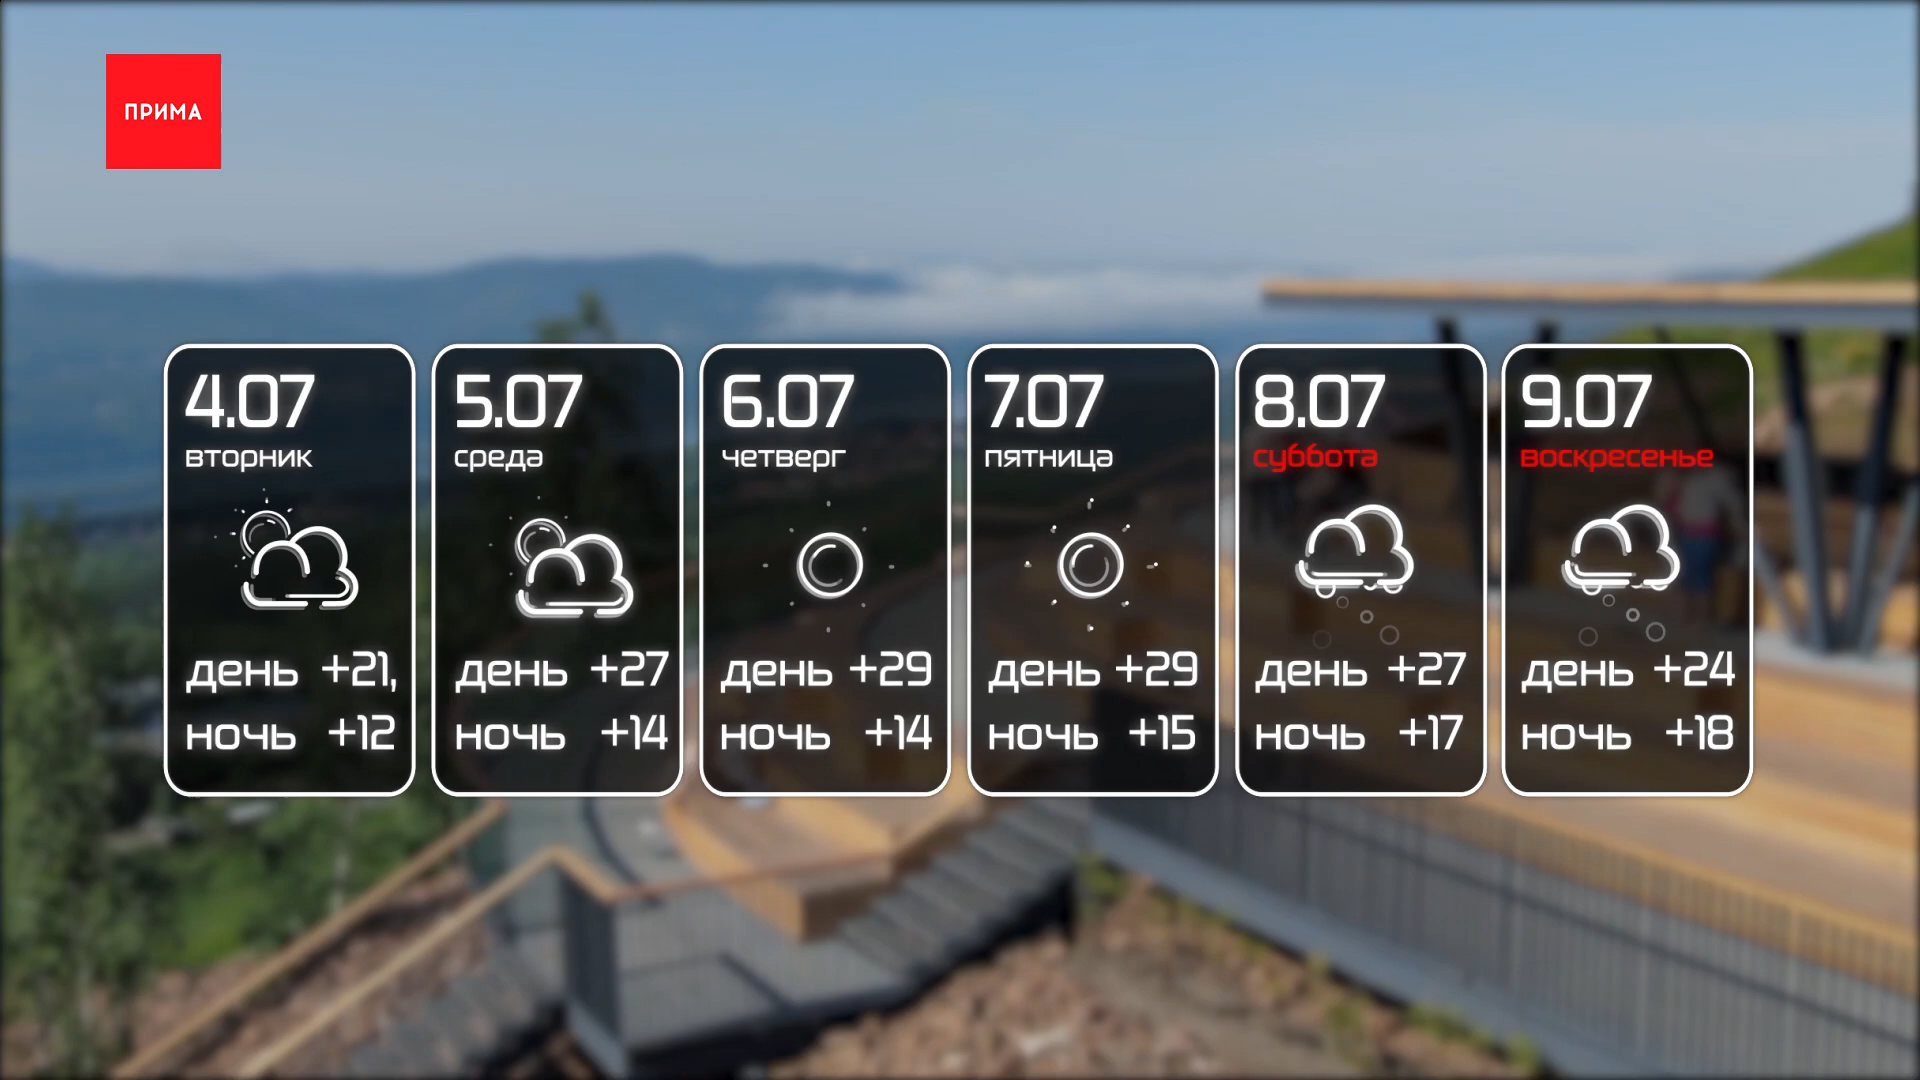 ПРИМА
4.07
вторник
день +21,
ночь +12
5.07
среда
день +27
ночь +14
6.07
четверг
день +29
ночь +14
7.07
пятница
день +29
ночь +15
8.07
суббота
день +27
ночь +17
9.07
воскресенье
день +24
ночь +18